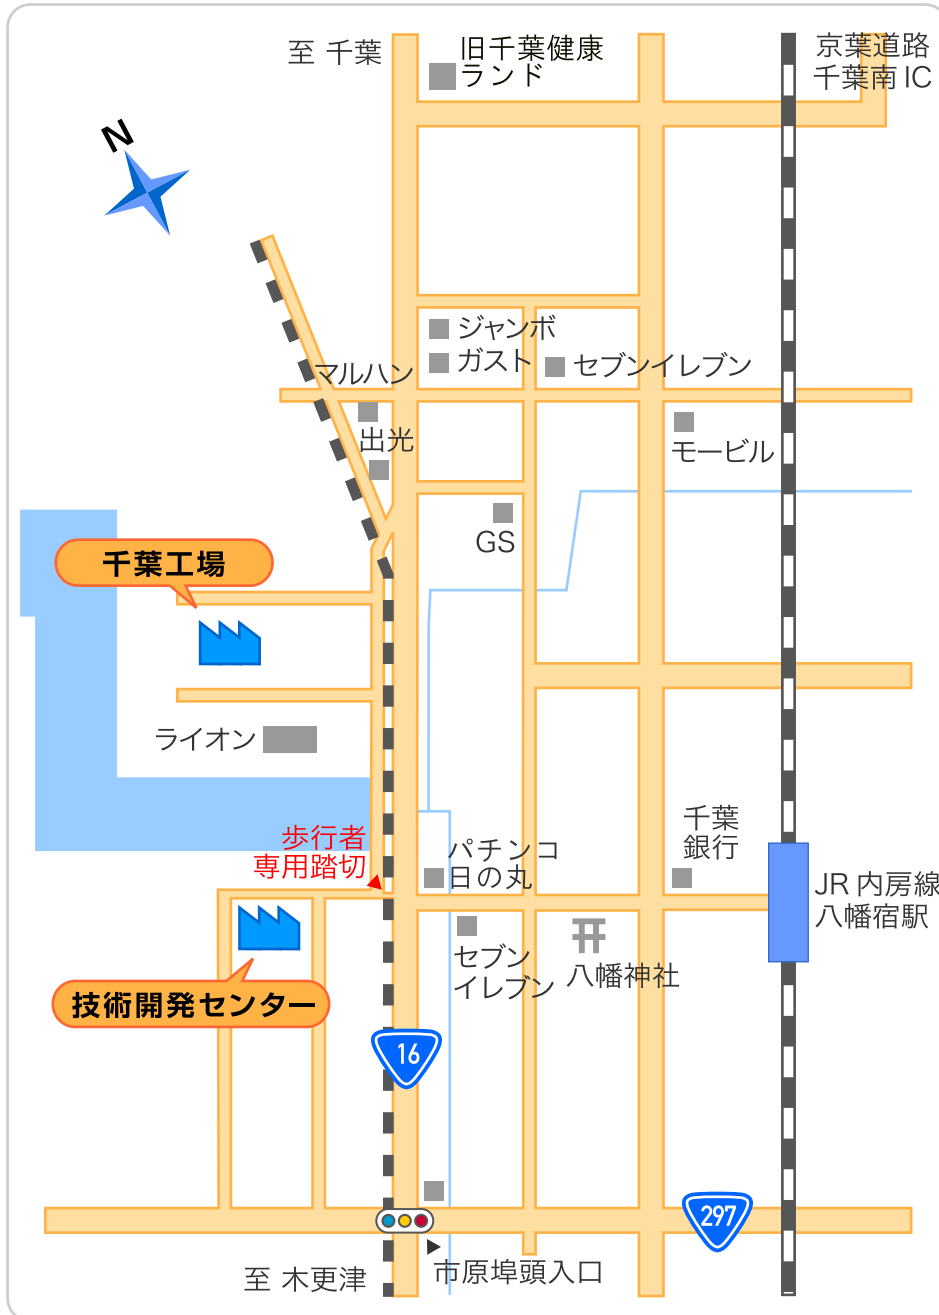 至 千葉
旧千葉健康
ランド
京葉道路
千葉南 IC
N
ジャンボ
ガスト
セブンイレブン
マルハン
出光
モービル
GS
千葉工場
ライオン
歩行者
専用踏切
パチンコ
日の丸
千葉
銀行
JR 内房線
八幡宿駅
セブン
イレブン
八幡神社
技術開発センター
16
297
市原埠頭入口
至 木更津